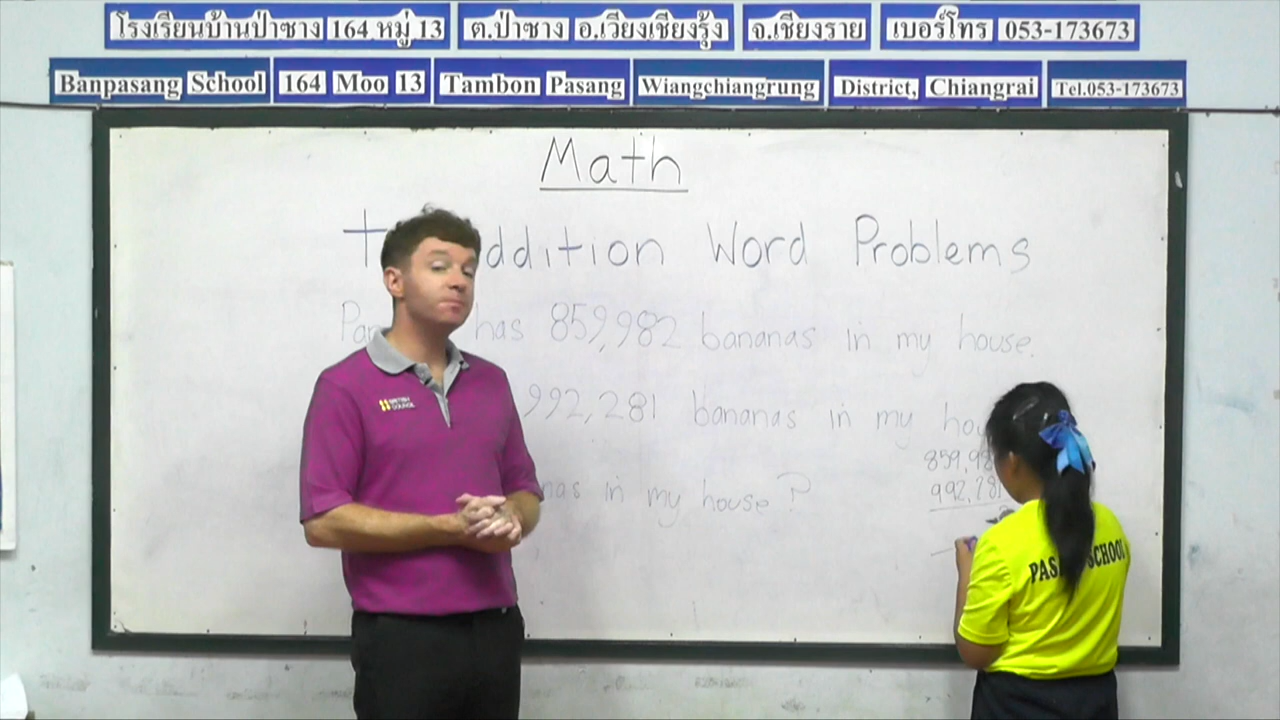 โรงเรียนบ้านป่าซาง 164 หมู่ 13 ต.ป่าซาง อ.เวียงเชียงรุ้ง จ.เชียงราย เบอร์โทร 053-173673
Banpasang School 164 Moo 13 Tambon Pasang Wiangchiangrung District, Chiangrai Tel.053-173673
Math
ddition Word Problems
has 859,982 bananas in my house.
992,281 bananas in my
859,98
992,281
in my house?
BRITISH COUNCIL
SCHOOL